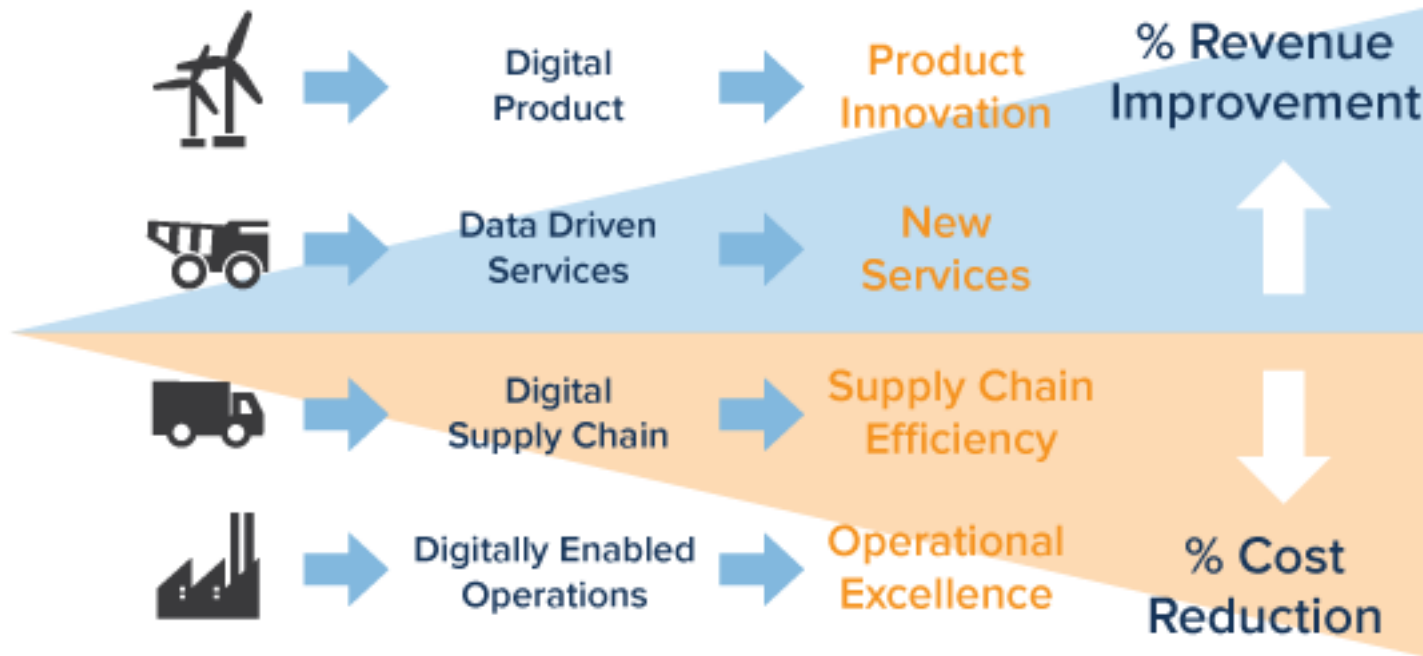 Digital
Product
Product
Innovation
% Revenue
Improvement
Data Driven
Services
New
Services
Digital
Supply Chain
Supply Chain
Efficiency
Digitally Enabled
Operations
Operational
Excellence
% Cost
Reduction